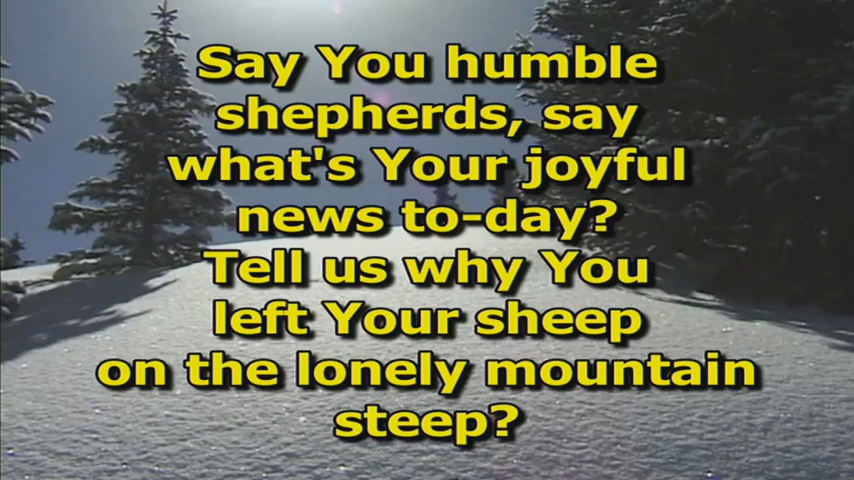 Say You humble
shepherds, say
what's Your joyful
news to-day?
Tell us why You
left Your sheep
on the lonely mountain
steep?